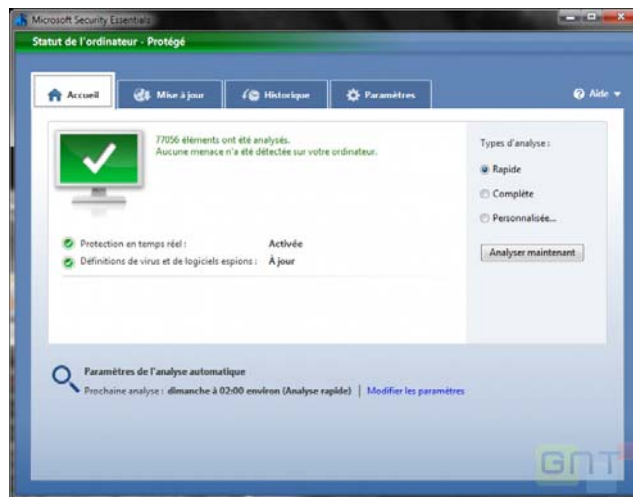 Microsoft Security Essentials
Statut de l'ordinateur - Protégé
Accueil
Mise à jour
Historique
Paramètres
Aide
77056 éléments ont été analysés.
Aucune menace n'a été détectée sur votre ordinateur.
Types d'analyse :
Rapide
Complète
Personnalisée...
Analyser maintenant
Protection en temps réel : Activée
Définitions de virus et de logiciels espions : À jour
Paramètres de l'analyse automatique
Prochaine analyse : dimanche à 02:00 environ (Analyse rapide) | Modifier les paramètres
GNT